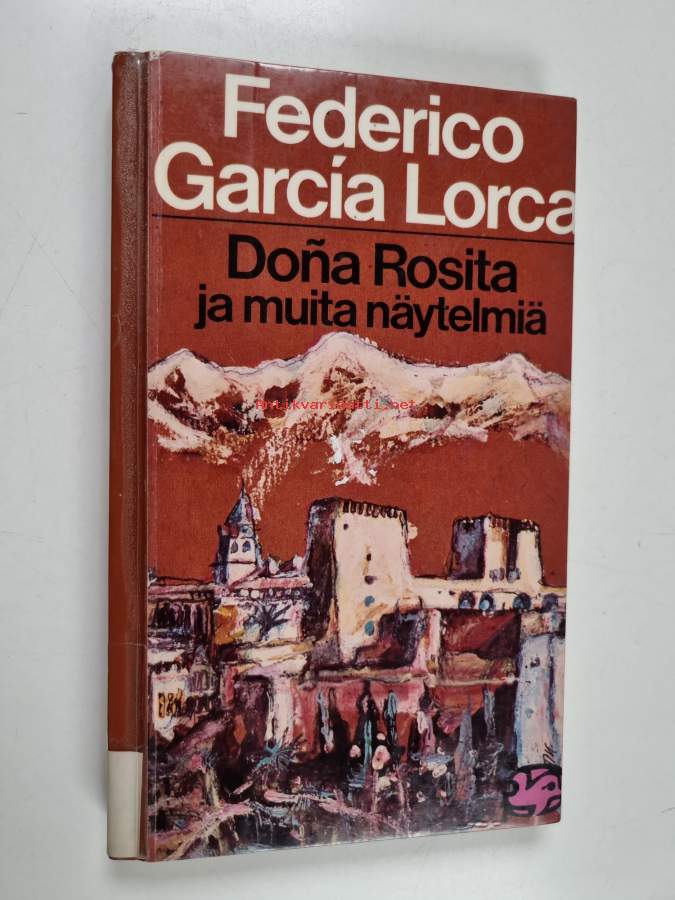 Federico
García Lorca
Doña Rosita
ja muita näytelmiä
Antikvariaatti.net